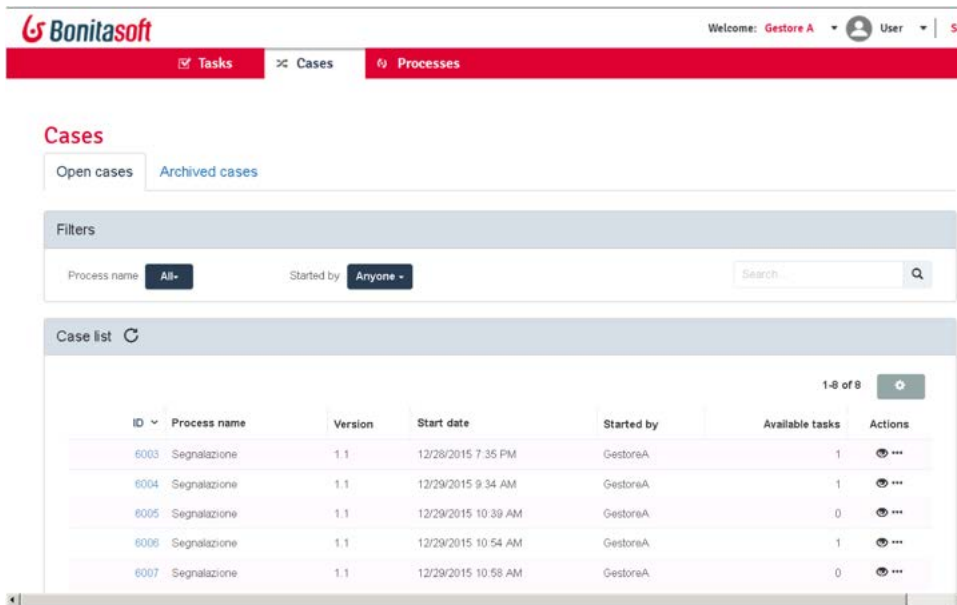 Bonitasoft
Welcome: Gestore A User S
Tasks Cases Processes
Cases
Open cases Archived cases
Filters
Process name All Started by Anyone Search...
Case list
1-8 of 8
ID Process name Version Start date Started by Available tasks Actions
6003 Segnalazione 1.1 12/28/2015 7:35 PM GestoreA 1
6004 Segnalazione 1.1 12/29/2015 9:34 AM GestoreA 1
6005 Segnalazione 1.1 12/29/2015 10:39 AM GestoreA 0
6006 Segnalazione 1.1 12/29/2015 10:54 AM GestoreA 1
6007 Segnalazione 1.1 12/29/2015 10:58 AM GestoreA 0